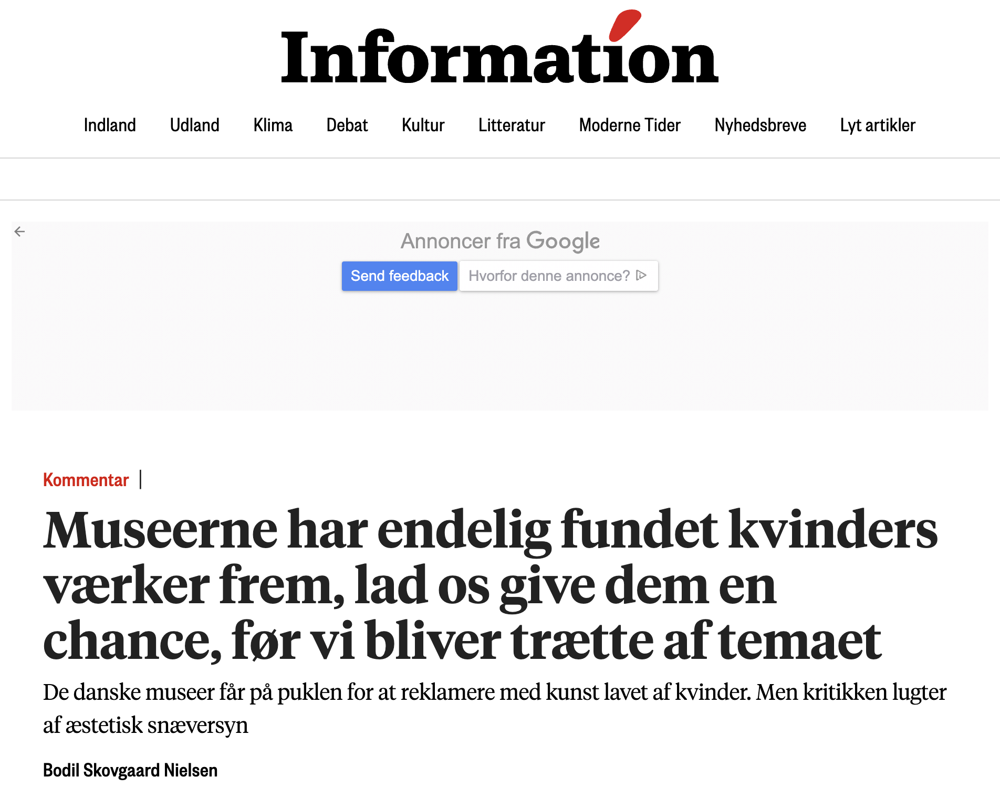 Information
Indland Udland Klima Debat Kultur Litteratur Moderne Tider Nyhedsbreve Lyt artikler
Annoncer fra Google
Send feedback Hvorfor denne annonce?
Kommentar |
Museerne har endelig fundet kvinders
værker frem, lad os give dem en
chance, før vi bliver trætte af temaet
De danske museer får på puklen for at reklamere med kunst lavet af kvinder. Men kritikken lugter
af æstetisk snæversyn
Bodil Skovgaard Nielsen